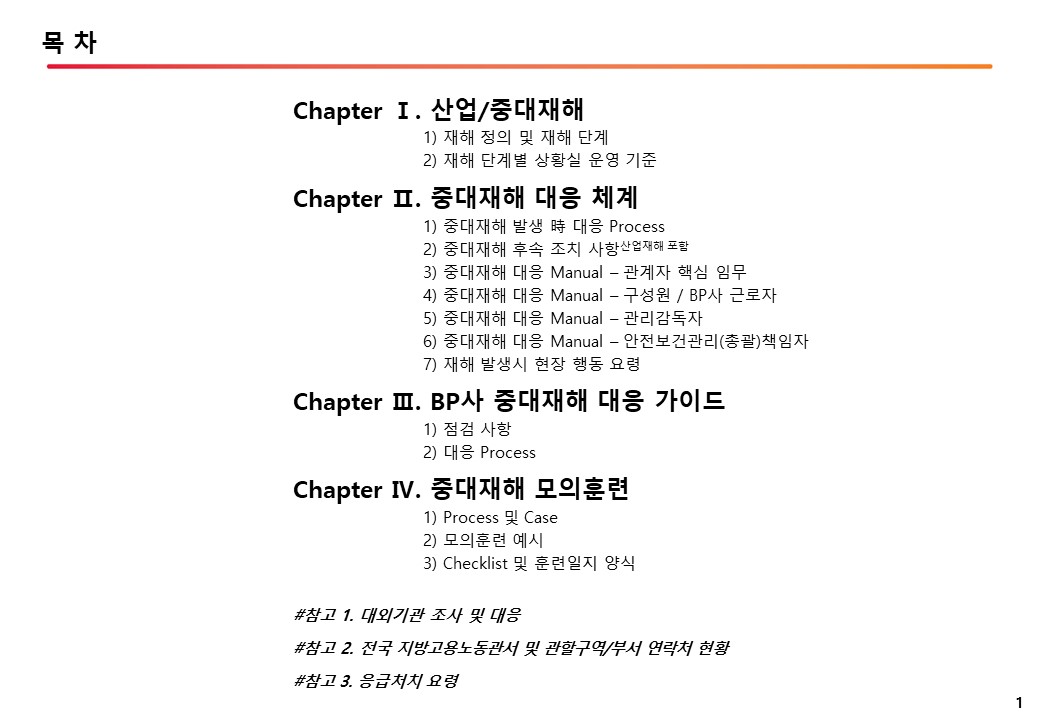 목 차
Chapter Ⅰ. 산업/중대재해
1) 재해 정의 및 재해 단계
2) 재해 단계별 상황실 운영 기준
Chapter Ⅱ. 중대재해 대응 체계
1) 중대재해 발생 時 대응 Process
2) 중대재해 후속 조치 사항산업재해 포함
3) 중대재해 대응 Manual – 관계자 핵심 임무
4) 중대재해 대응 Manual – 구성원 / BP사 근로자
5) 중대재해 대응 Manual – 관리감독자
6) 중대재해 대응 Manual – 안전보건관리(총괄)책임자
7) 재해 발생시 현장 행동 요령
Chapter Ⅲ. BP사 중대재해 대응 가이드
1) 점검 사항
2) 대응 Process
Chapter Ⅳ. 중대재해 모의훈련
1) Process 및 Case
2) 모의훈련 예시
3) Checklist 및 훈련일지 양식
#참고 1. 대외기관 조사 및 대응
#참고 2. 전국 지방고용노동관서 및 관할구역/부서 연락처 현황
#참고 3. 응급처치 요령
1